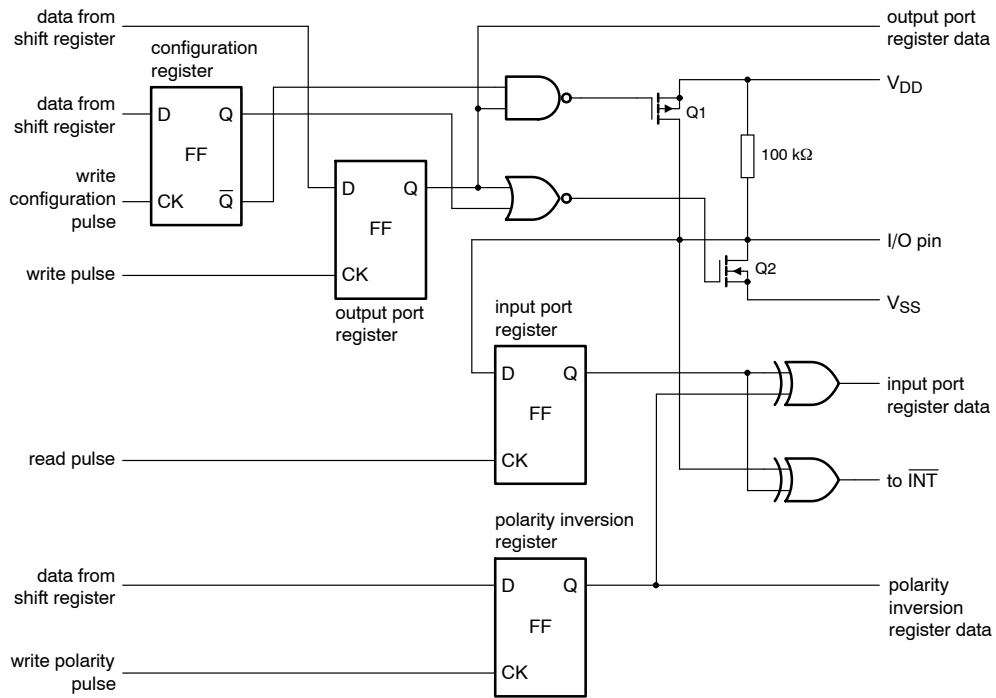 data from
shift register
configuration
register
output port
register data
data from
shift register
D
Q
FF
write
configuration
pulse
CK
Q̅
D
Q
FF
CK
Q1
V_DD
100 kΩ
I/O pin
Q2
V_SS
write pulse
output port
register
input port
register
D
Q
FF
CK
read pulse
input port
register data
to I̅N̅T̅
polarity inversion
register
data from
shift register
D
Q
FF
CK
polarity
inversion
register data
write polarity
pulse